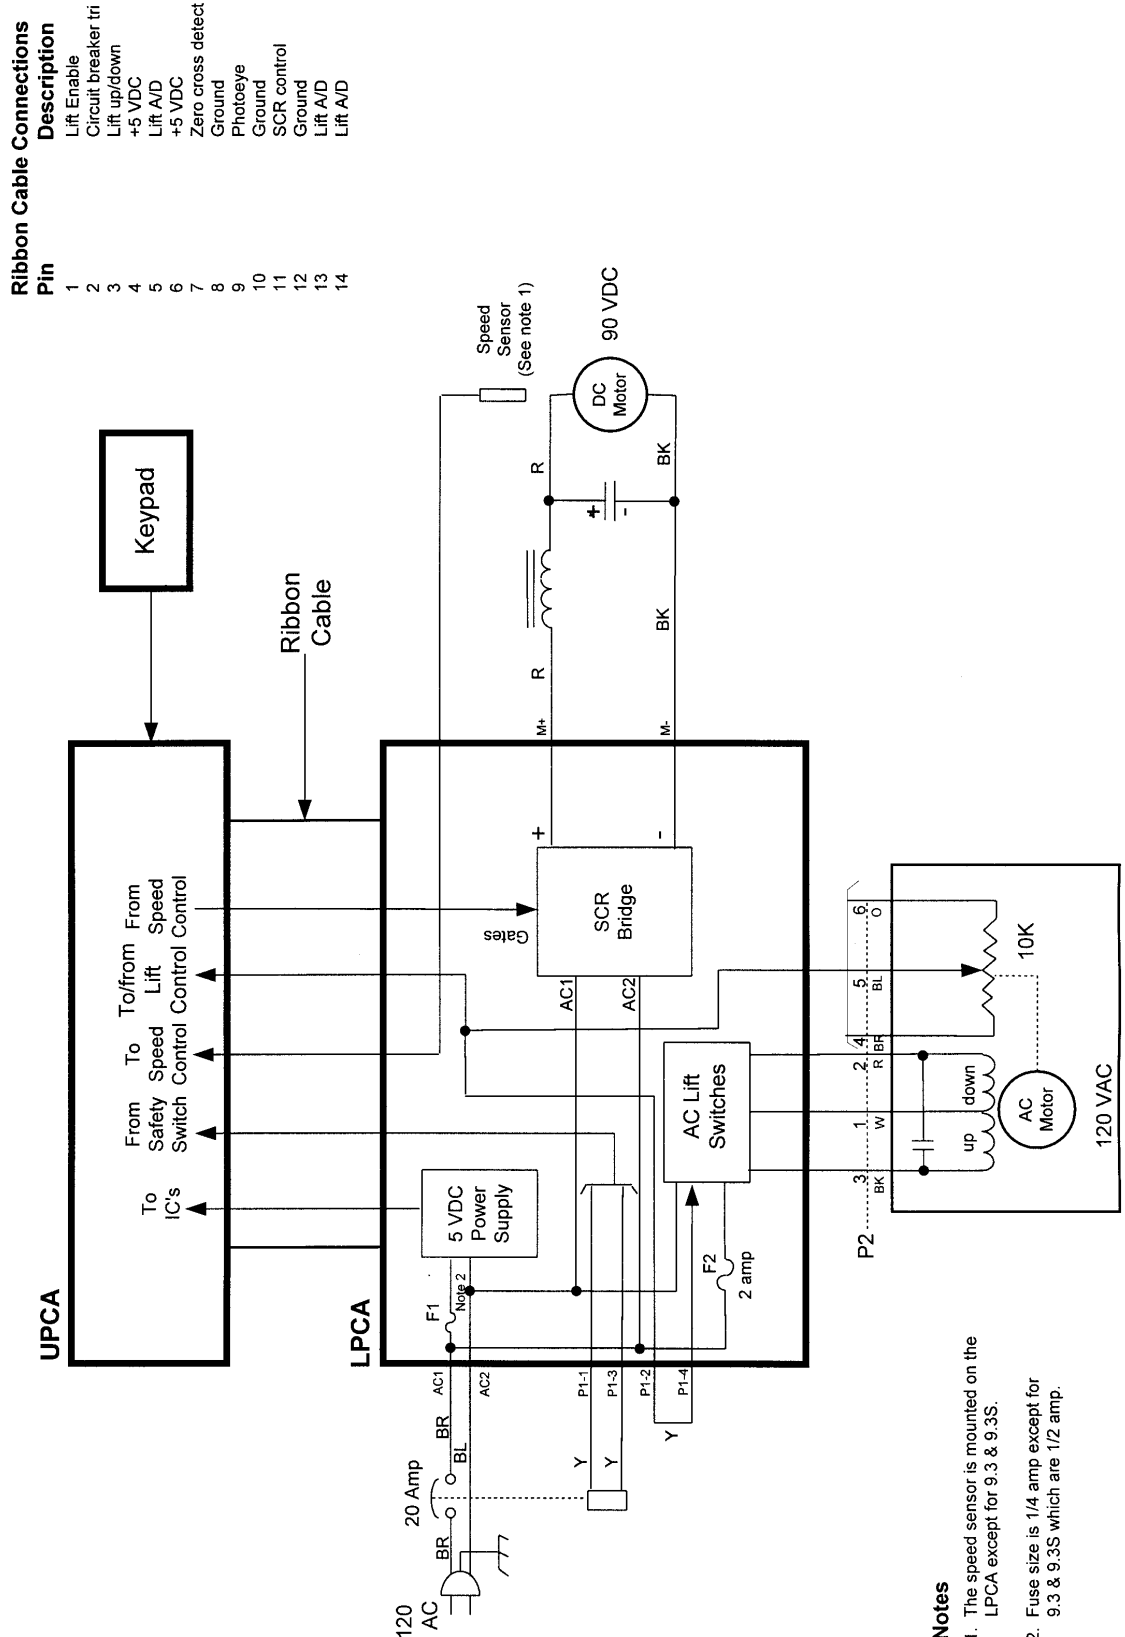 Ribbon Cable Connections
Pin Description
1 Lift Enable
2 Circuit breaker tri
3 Lift up/down
4 +5 VDC
5 Lift A/D
6 +5 VDC
7 Zero cross detect
8 Ground
9 Photoeye
10 Ground
11 SCR control
12 Ground
13 Lift A/D
14 Lift A/D
UPCA
To
IC's
From
Safety
Switch
To
Speed
Control
To/from
Lift
Control
From
Speed
Control
Keypad
Ribbon
Cable
LPCA
120
AC
BR
20 Amp
BR
BL
AC1
AC2
F1
Note 2
5 VDC
Power
Supply
Gates
AC1
AC2
SCR
Bridge
+
-
M+
M-
R
BK
R
BK
+
-
Speed
Sensor
(See note 1)
DC
Motor
90 VDC
Y
Y
Y
P1-1
P1-3
P1-2
P1-4
F2
2 amp
AC Lift
Switches
P2
3
BK
1
W
2
R
4
BR
5
BL
6
O
up
down
AC
Motor
10K
120 VAC
Notes
1. The speed sensor is mounted on the
LPCA except for 9.3 & 9.3S.
2. Fuse size is 1/4 amp except for
9.3 & 9.3S which are 1/2 amp.